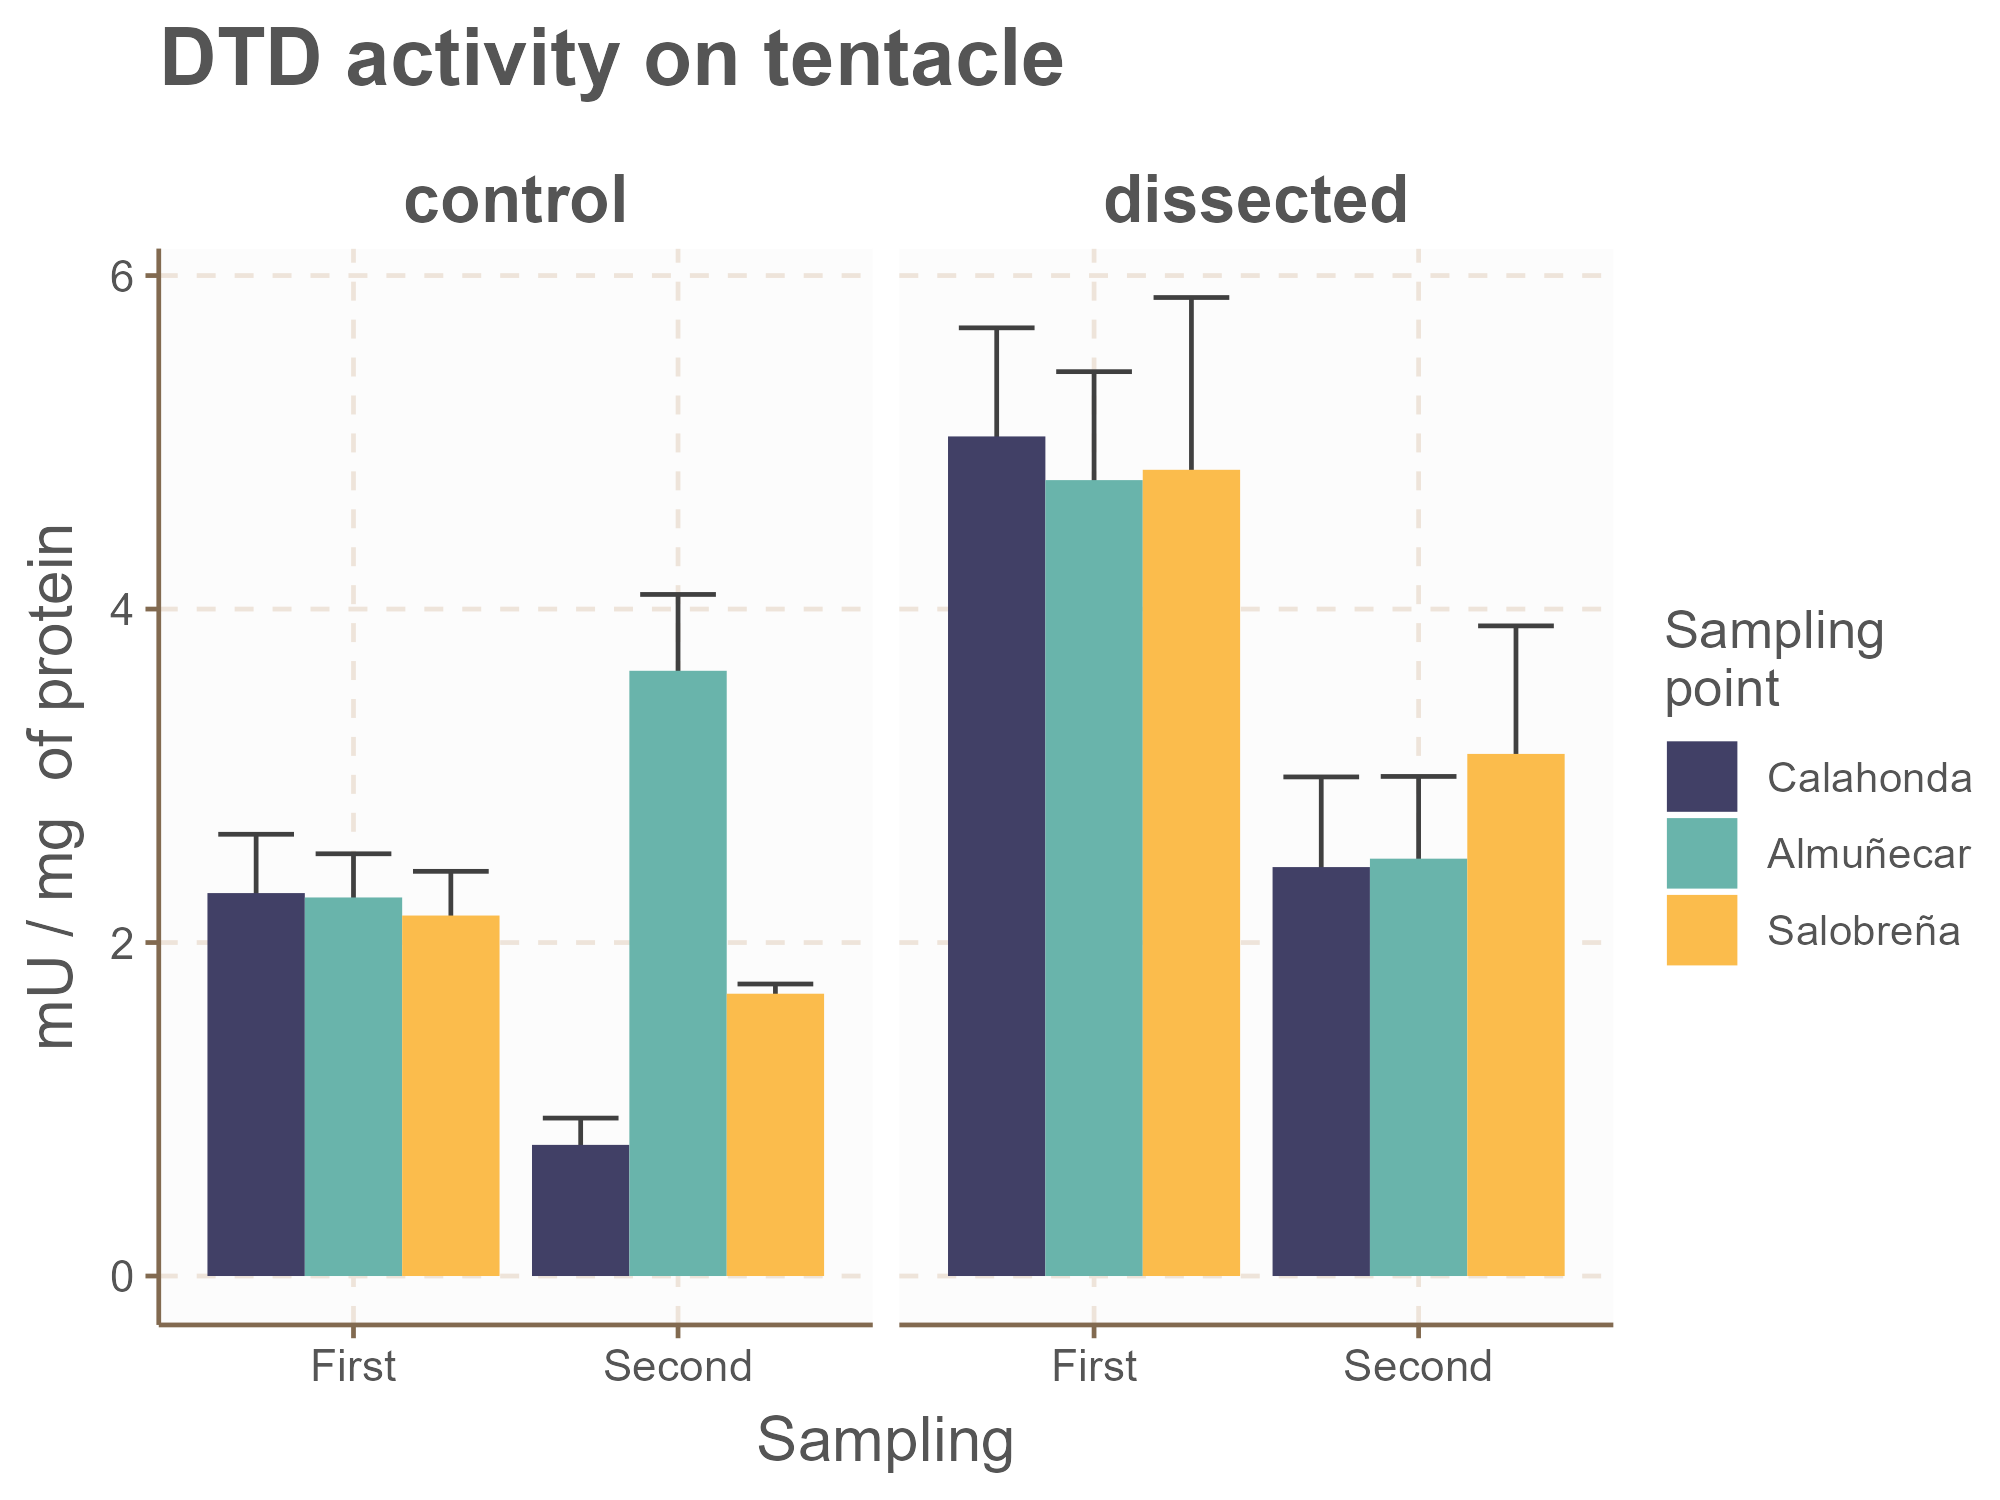 DTD activity on tentacle
control
dissected
mU / mg  of protein
6
4
2
0
First
Second
First
Second
Sampling
Sampling
point
Calahonda
Almuñecar
Salobreña